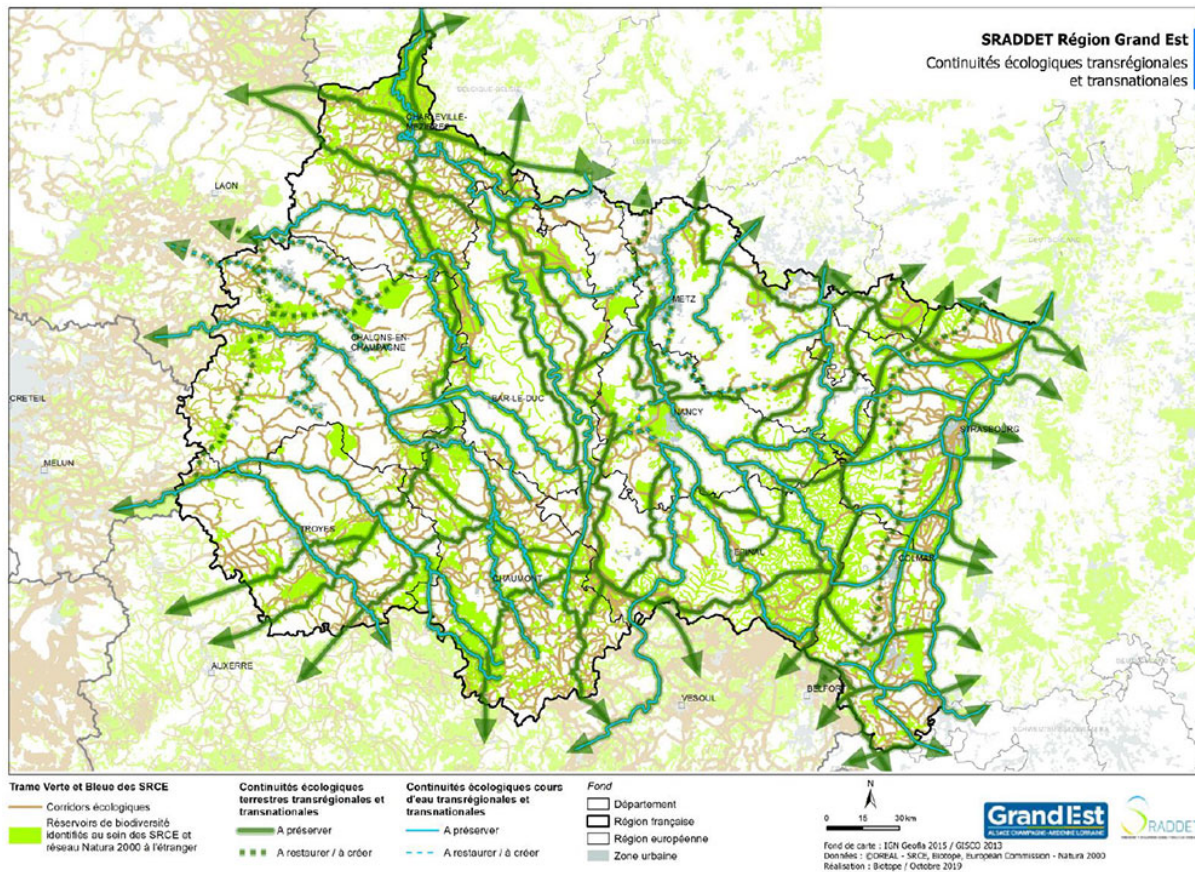 SRADDET Région Grand Est
Continuités écologiques transrégionales
et transnationales
CHARLEVILLE-
MEZIERES
LAON
METZ
CHALONS-EN-
CHAMPAGNE
BAR-LE-DUC
NANCY
CRETEIL
STRASBOURG
MELUN
TROYES
EPINAL
COLMAR
CHAUMONT
AUXERRE
VESOUL
BELFORT
Trame Verte et Bleue des SRCE
Corridors écologiques
Réservoirs de biodiversité
identifiés au sein des SRCE et
réseau Natura 2000 à l'étranger
Continuités écologiques
terrestres transrégionales et
transnationales
A préserver
A restaurer / à créer
Continuités écologiques cours
d'eau transrégionales et
transnationales
A préserver
A restaurer / à créer
Fond
Département
Région française
Région européenne
Zone urbaine
N
0 15 30 km
GrandEst
ALSACE CHAMPAGNE-ARDENNE LORRAINE
SRADDET
Fond de carte : IGN Geofla 2015 / GISCO 2013
Données : ©DREAL - SRCE, Biotope, European Commission - Natura 2000
Réalisation : Biotope / Octobre 2019